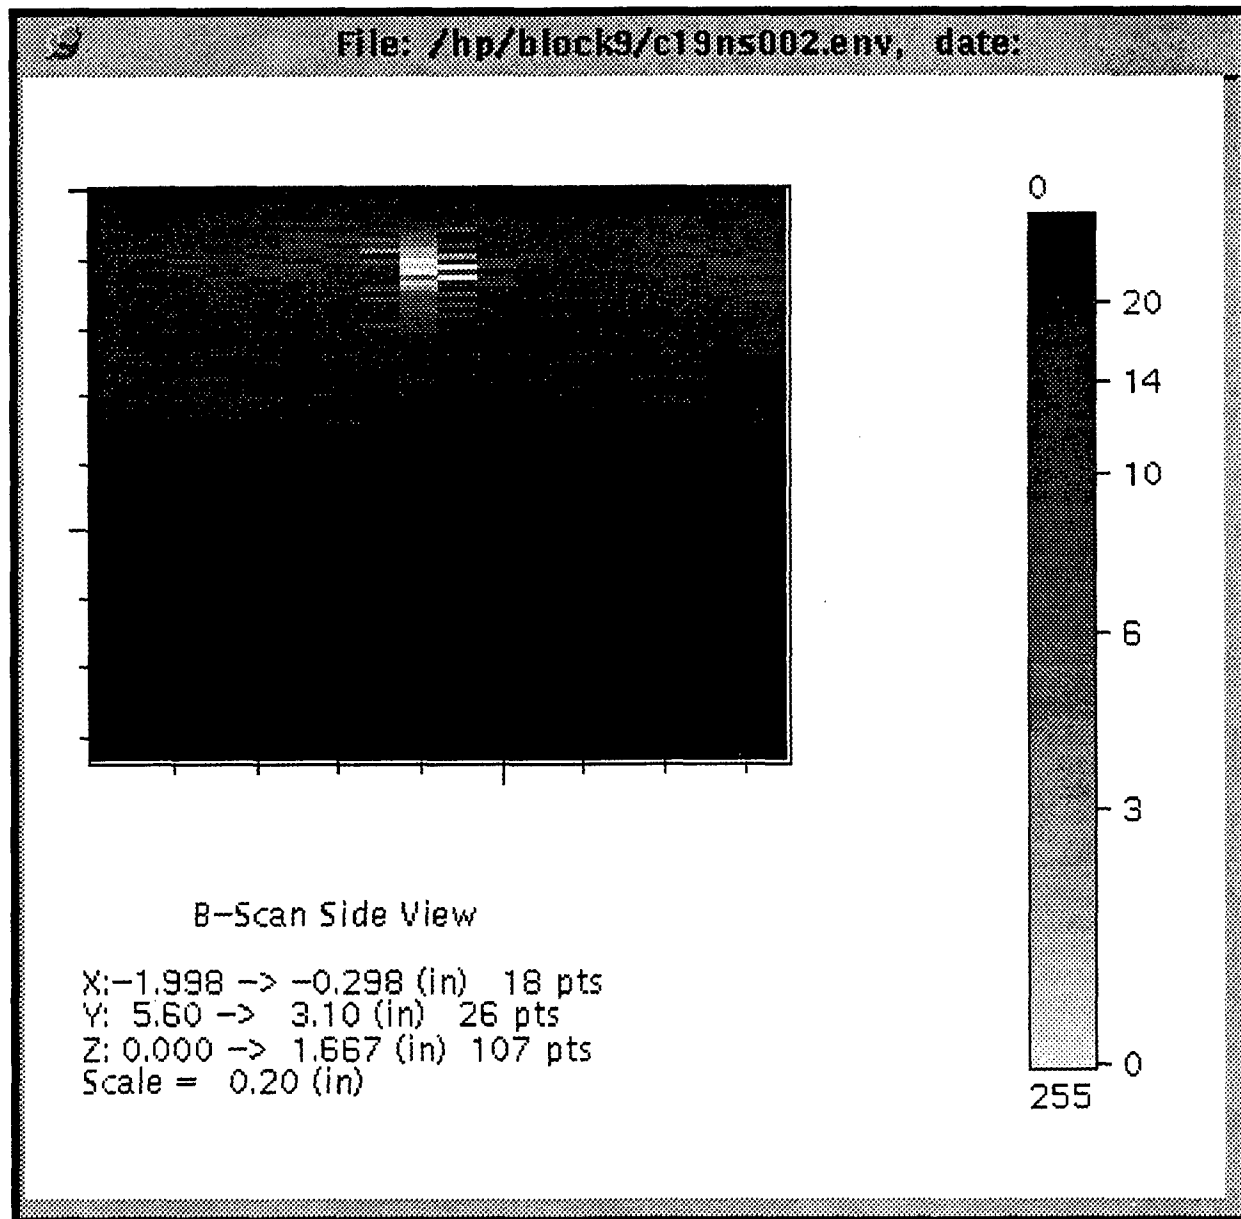 File: /hp/block9/c19ns002.env, date:
0
20
14
10
6
3
0
255
B-Scan Side View
X:-1.998 -> -0.298 (in) 18 pts
Y: 5.60 -> 3.10 (in) 26 pts
Z: 0.000 -> 1.667 (in) 107 pts
Scale = 0.20 (in)